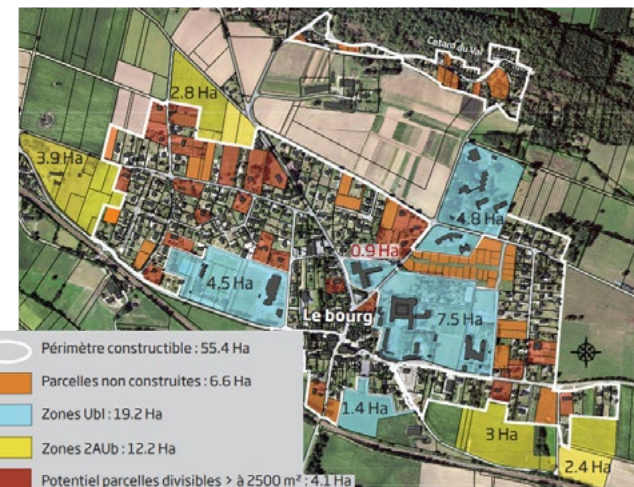 Cotard du Val
2.8 Ha
3.9 Ha
4.8 Ha
0.9 Ha
4.5 Ha
7.5 Ha
Le bourg
1.4 Ha
3 Ha
2.4 Ha
Périmètre constructible : 55.4 Ha
Parcelles non construites : 6.6 Ha
Zones Ubl : 19.2 Ha
Zones 2AUb : 12.2 Ha
Potentiel parcelles divisibles > à 2500 m² : 4.1 Ha